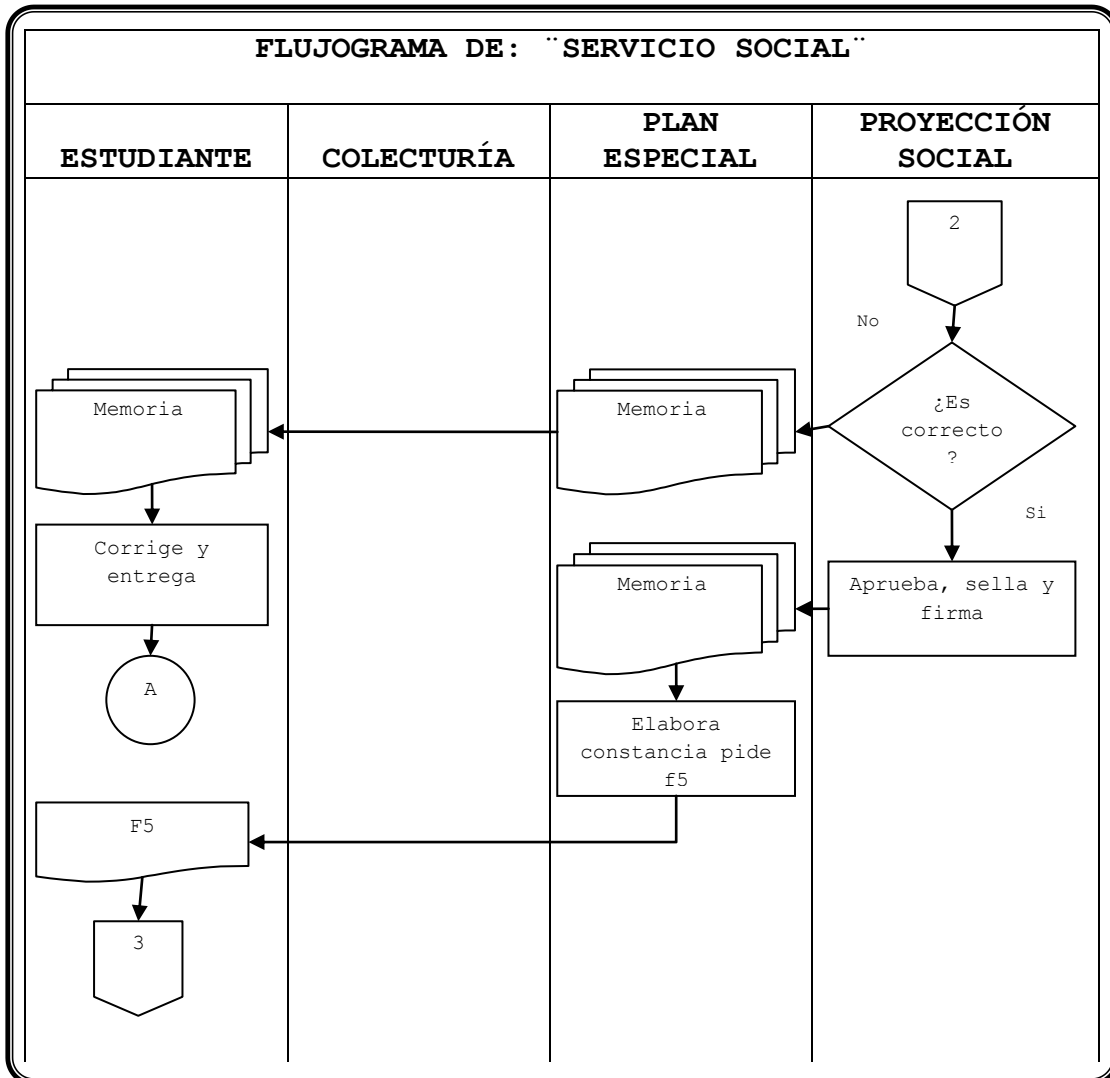 FLUJOGRAMA DE: ¨SERVICIO SOCIAL¨
ESTUDIANTE
COLECTURÍA
PLAN
ESPECIAL
PROYECCIÓN
SOCIAL
2
No
¿Es
correcto
?
Si
Memoria
Memoria
Corrige y
entrega
Memoria
Aprueba, sella y
firma
A
Elabora
constancia pide
f5
F5
3